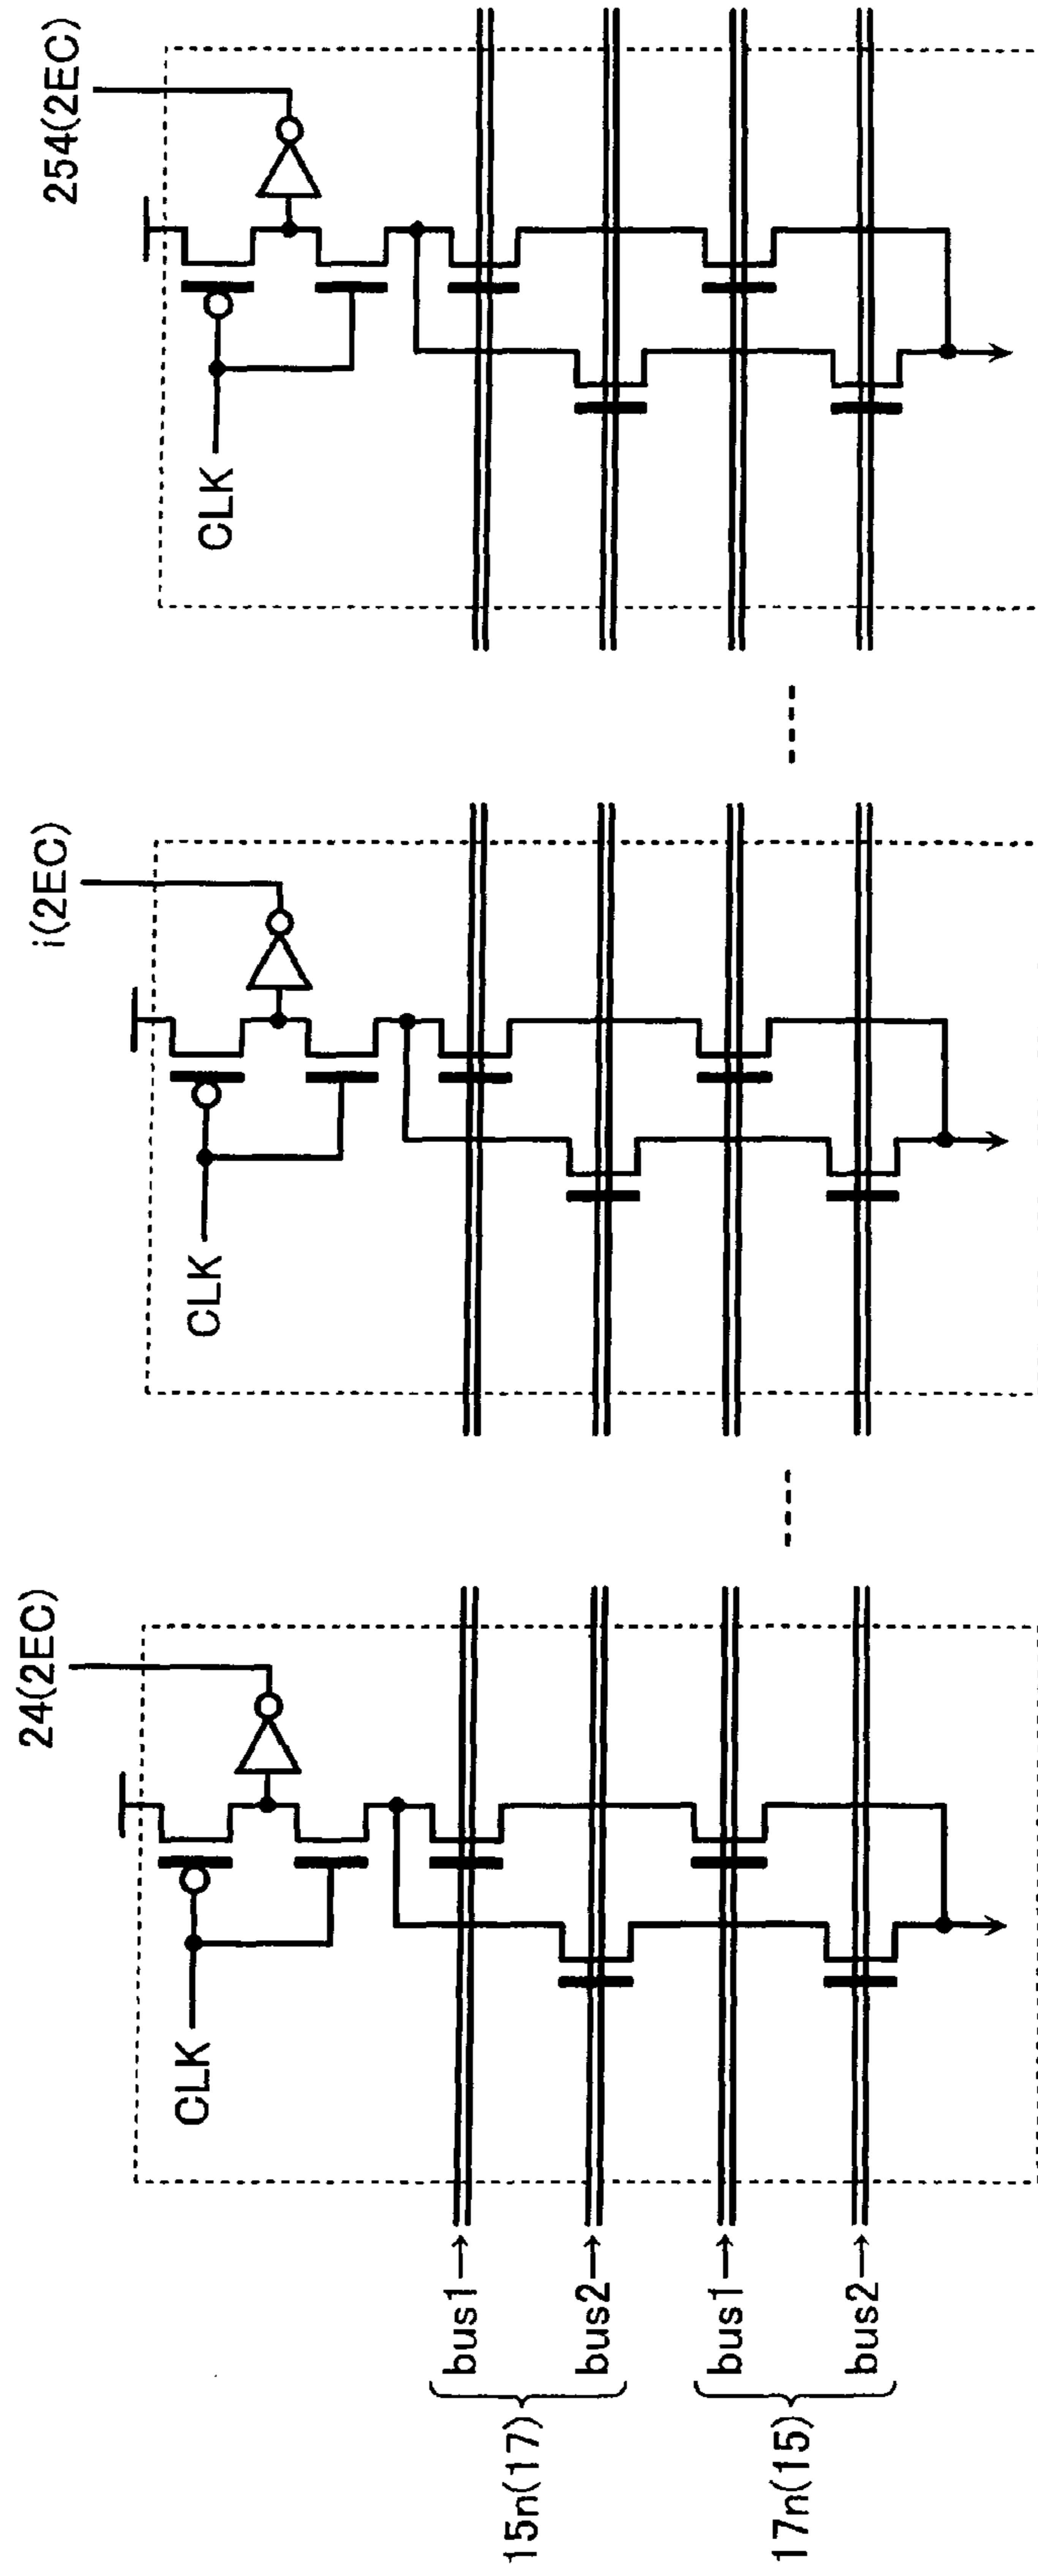 24(2EC)
i(2EC)
254(2EC)
CLK
CLK
CLK
15n(17)
bus1→
bus2→
17n(15)
bus1→
bus2→